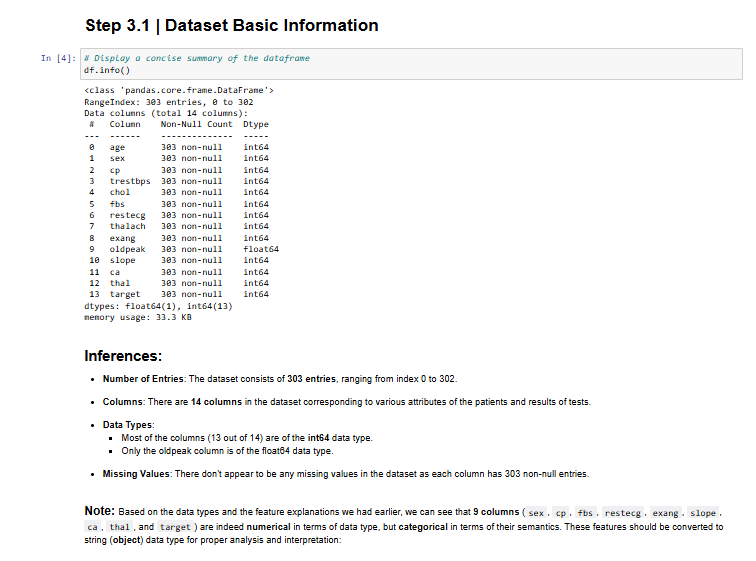 Step 3.1 | Dataset Basic Information
In [4]: # Display a concise summary of the dataframe
df.info()
<class 'pandas.core.frame.DataFrame'>
RangeIndex: 303 entries, 0 to 302
Data columns (total 14 columns):
 #   Column    Non-Null Count  Dtype
---  ------    --------------  -----
 0   age       303 non-null    int64
 1   sex       303 non-null    int64
 2   cp        303 non-null    int64
 3   trestbps  303 non-null    int64
 4   chol      303 non-null    int64
 5   fbs       303 non-null    int64
 6   restecg   303 non-null    int64
 7   thalach   303 non-null    int64
 8   exang     303 non-null    int64
 9   oldpeak   303 non-null    float64
 10  slope     303 non-null    int64
 11  ca        303 non-null    int64
 12  thal      303 non-null    int64
 13  target    303 non-null    int64
dtypes: float64(1), int64(13)
memory usage: 33.3 KB
Inferences:
• Number of Entries: The dataset consists of 303 entries, ranging from index 0 to 302.
• Columns: There are 14 columns in the dataset corresponding to various attributes of the patients and results of tests.
• Data Types:
▪ Most of the columns (13 out of 14) are of the int64 data type.
▪ Only the oldpeak column is of the float64 data type.
• Missing Values: There don't appear to be any missing values in the dataset as each column has 303 non-null entries.
Note: Based on the data types and the feature explanations we had earlier, we can see that 9 columns ( sex , cp , fbs , restecg , exang , slope ,
ca , thal , and target ) are indeed numerical in terms of data type, but categorical in terms of their semantics. These features should be converted to
string (object) data type for proper analysis and interpretation: